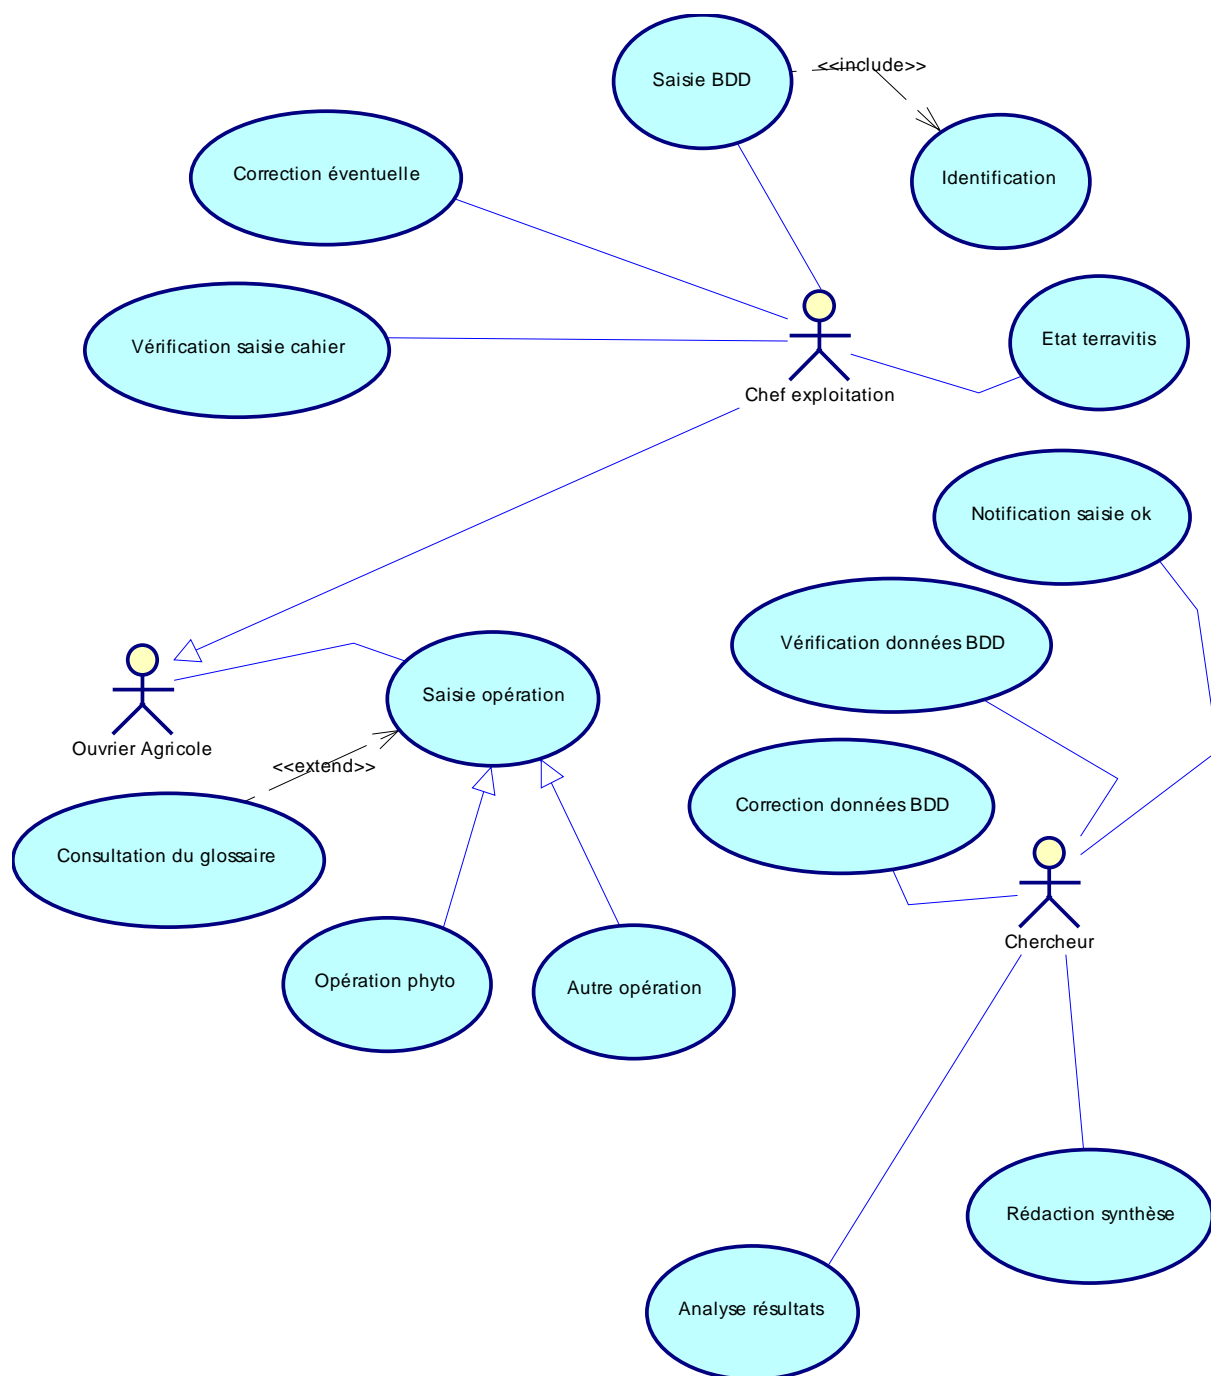 Saisie BDD
<<include>>
Correction éventuelle
Identification
Vérification saisie cahier
Etat terravitis
Chef exploitation
Notification saisie ok
Vérification données BDD
Saisie opération
Ouvrier Agricole
<<extend>>
Correction données BDD
Consultation du glossaire
Chercheur
Opération phyto
Autre opération
Rédaction synthèse
Analyse résultats